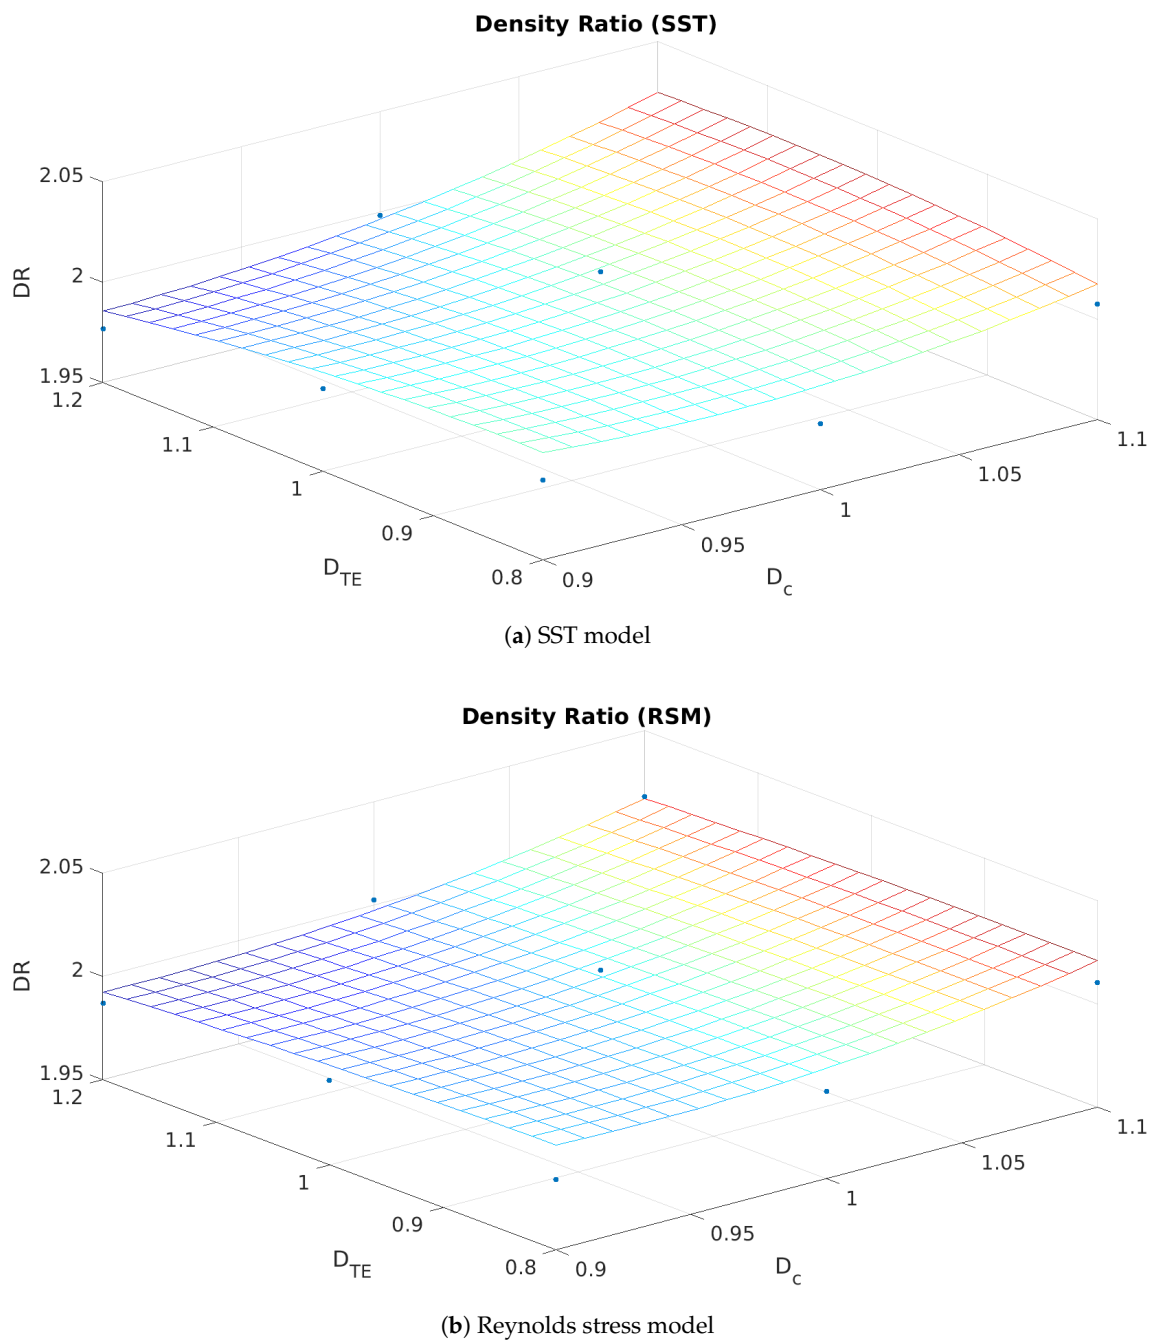 Density Ratio (SST)
2.05
2
1.95
DR
1.2
1.1
1
0.9
0.8
D_TE
0.9
0.95
1
1.05
1.1
D_c
(a) SST model
Density Ratio (RSM)
2.05
2
1.95
DR
1.2
1.1
1
0.9
0.8
D_TE
0.9
0.95
1
1.05
1.1
D_c
(b) Reynolds stress model